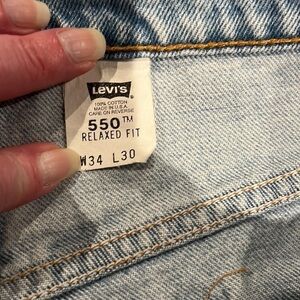 LEVI'S
100% COTTON
MADE IN U.S.A.
CARE ON REVERSE
550™
RELAXED FIT
W34 L30